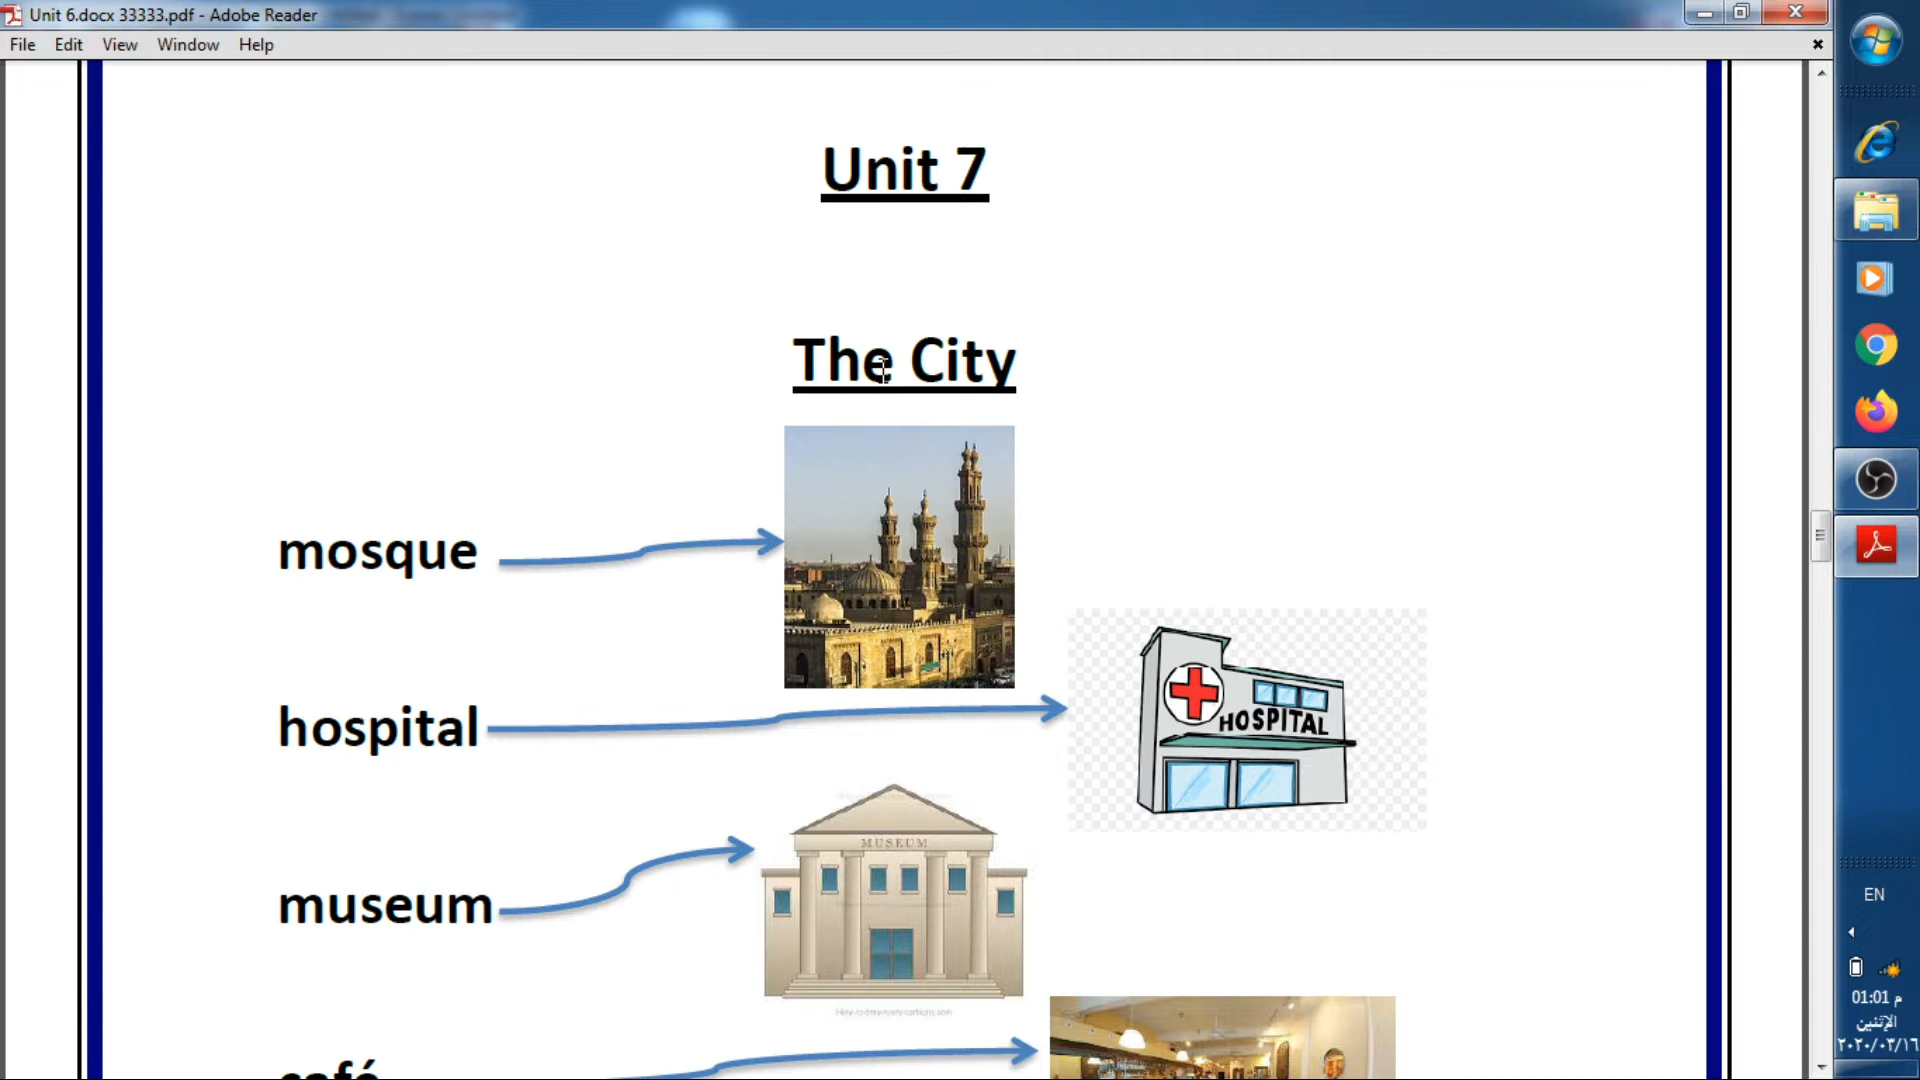 Unit 6.docx 33333.pdf - Adobe Reader
File Edit View Window Help
Unit 7
The City
mosque
hospital
HOSPITAL
MUSEUM
museum
café
EN
01:01 م
الإثنين
٢٠٢٠/٠٣/١٦